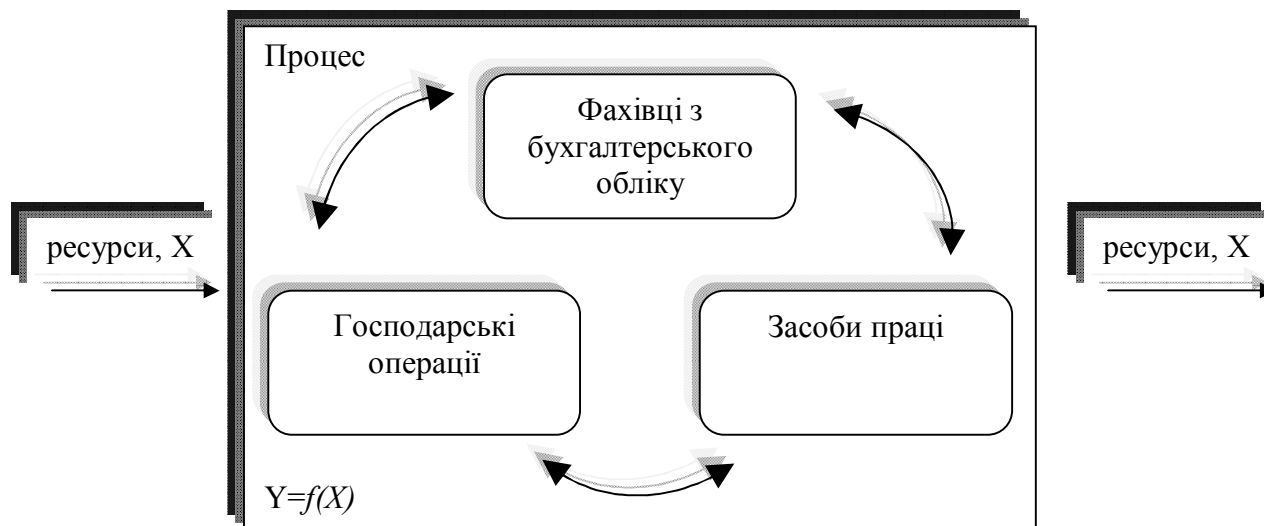 Процес
Фахівці з
бухгалтерського
обліку
ресурси, X
ресурси, X
Господарські
операції
Засоби праці
Y=f(X)